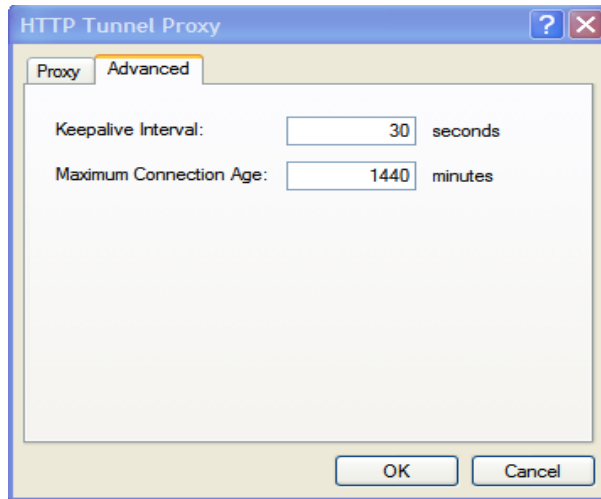 HTTP Tunnel Proxy
Proxy Advanced
Keepalive Interval: 30 seconds
Maximum Connection Age: 1440 minutes
OK Cancel